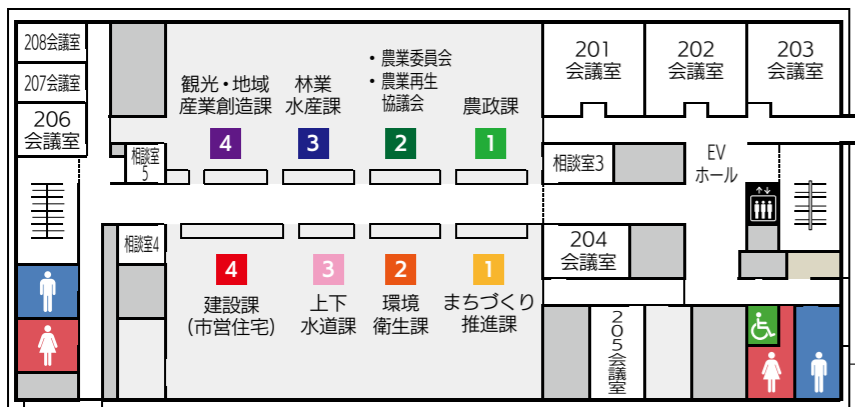 208会議室
207会議室
206
会議室
相談室
5
観光・地域
産業創造課
4
林業
水産課
3
・農業委員会
・農業再生
協議会
2
農政課
1
201
会議室
202
会議室
203
会議室
相談室3
EV
ホール
相談室4
4
建設課
(市営住宅)
3
上下
水道課
2
環境
衛生課
1
まちづくり
推進課
204
会議室
205会議室